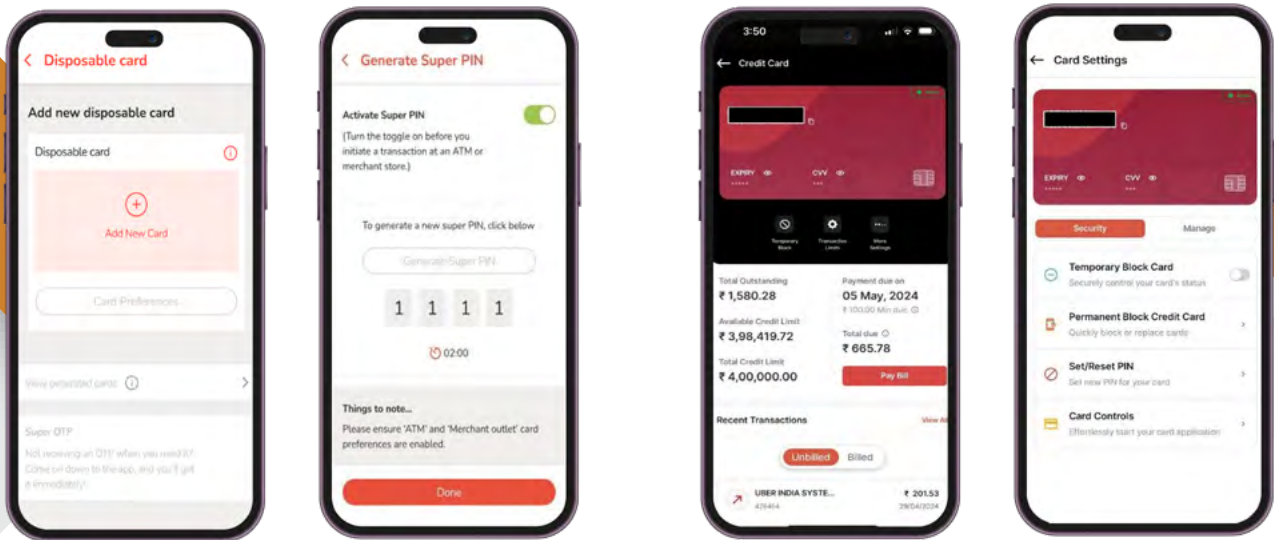 Disposable card
Add new disposable card
Disposable card
Add New Card
Card Preferences
View generated cards
Super OTP
Not receiving an OTP when you need it?
Come on down to the app, and you'll get
it immediately!
Generate Super PIN
Activate Super PIN
(Turn the toggle on before you
initiate a transaction at an ATM or
merchant store.)
To generate a new super PIN, click below
Generate Super PIN
1 1 1 1
02:00
Things to note...
Please ensure 'ATM' and 'Merchant outlet' card
preferences are enabled.
Done
3:50
Credit Card
EXPIRY CVV
Temporary
Block
Transaction
Limits
More
Settings
Total Outstanding
₹ 1,580.28
Payment due on
05 May, 2024
₹ 100.00 Min due
Available Credit Limit
₹ 3,98,419.72
Total due
₹ 665.78
Total Credit Limit
₹ 4,00,000.00
Pay Bill
Recent Transactions
View All
Unbilled Billed
UBER INDIA SYSTE... ₹ 201.53
29/04/2024
Card Settings
EXPIRY CVV
Security Manage
Temporary Block Card
Securely control your card's status
Permanent Block Credit Card
Quickly block or replace cards
Set/Reset PIN
Set new PIN for your card
Card Controls
Effortlessly start your card application